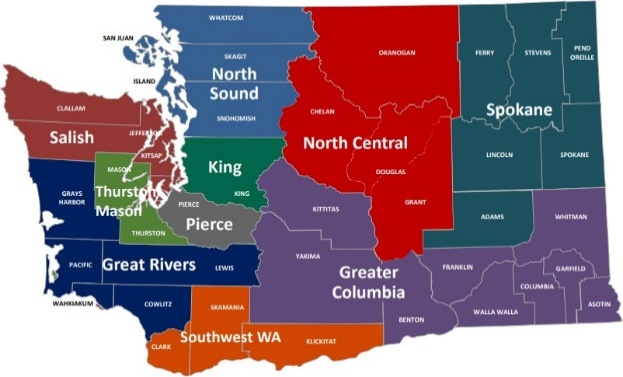 WHATCOM
SAN JUAN
SKAGIT
ISLAND
North
Sound
SNOHOMISH
OKANOGAN
FERRY
STEVENS
PEND
OREILLE
Spokane
CLALLAM
JEFFERSON
Salish
KITSAP
CHELAN
North Central
DOUGLAS
GRANT
LINCOLN
SPOKANE
King
KING
MASON
Thurston
Mason
THURSTON
GRAYS
HARBOR
PIERCE
Pierce
KITTITAS
ADAMS
WHITMAN
PACIFIC
Great Rivers
LEWIS
YAKIMA
Greater
Columbia
FRANKLIN
GARFIELD
COLUMBIA
ASOTIN
WALLA WALLA
BENTON
WAHKIAKUM
COWLITZ
SKAMANIA
Southwest WA
CLARK
KLICKITAT